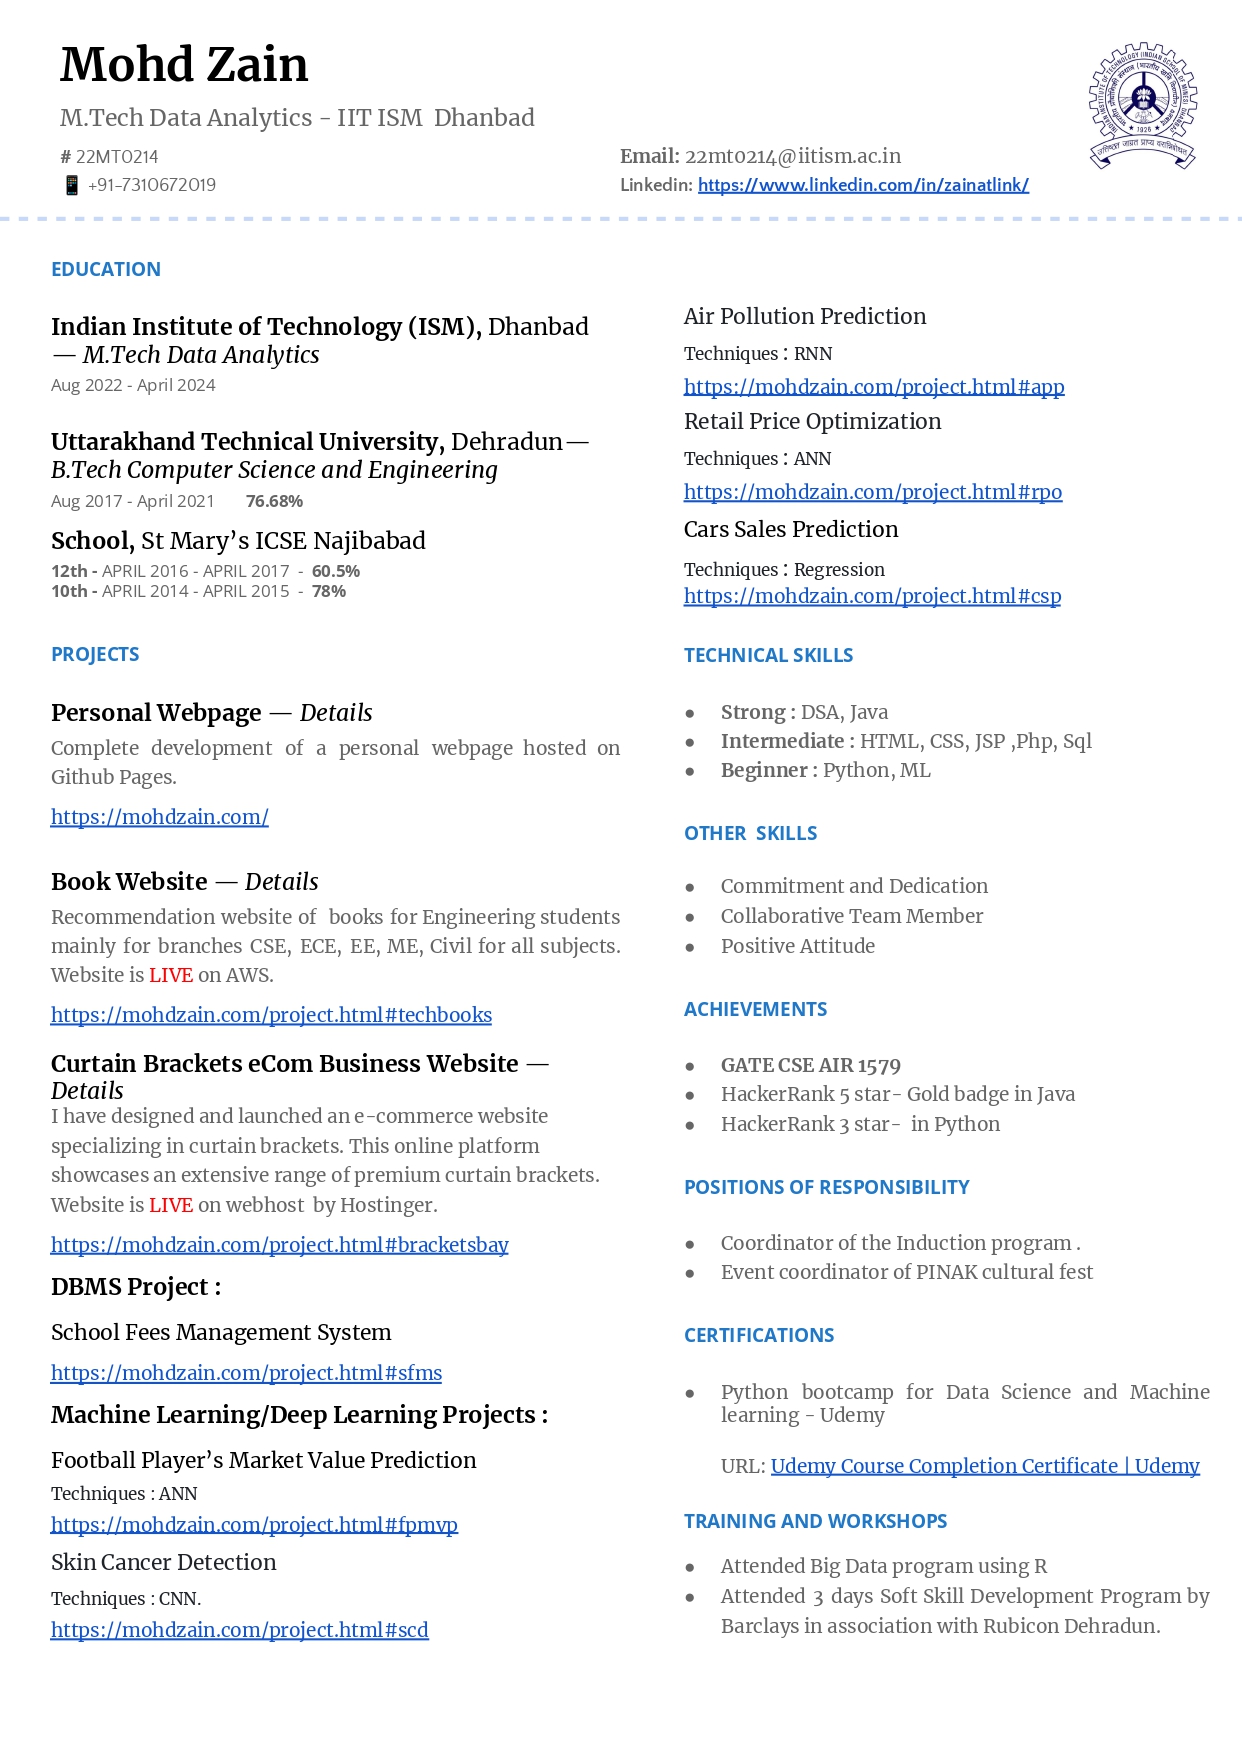 Mohd Zain
M.Tech Data Analytics - IIT ISM  Dhanbad
# 22MT0214
📱 +91-7310672019
Email: 22mt0214@iitism.ac.in
Linkedin: https://www.linkedin.com/in/zainatlink/
EDUCATION
Indian Institute of Technology (ISM), Dhanbad
— M.Tech Data Analytics
Aug 2022 - April 2024
Uttarakhand Technical University, Dehradun—
B.Tech Computer Science and Engineering
Aug 2017 - April 2021 76.68%
School, St Mary’s ICSE Najibabad
12th - APRIL 2016 - APRIL 2017 - 60.5%
10th - APRIL 2014 - APRIL 2015 - 78%
PROJECTS
Personal Webpage — Details
Complete development of a personal webpage hosted on
Github Pages.
https://mohdzain.com/
Book Website — Details
Recommendation website of books for Engineering students
mainly for branches CSE, ECE, EE, ME, Civil for all subjects.
Website is LIVE on AWS.
https://mohdzain.com/project.html#techbooks
Curtain Brackets eCom Business Website —
Details
I have designed and launched an e-commerce website
specializing in curtain brackets. This online platform
showcases an extensive range of premium curtain brackets.
Website is LIVE on webhost by Hostinger.
https://mohdzain.com/project.html#bracketsbay
DBMS Project :
School Fees Management System
https://mohdzain.com/project.html#sfms
Machine Learning/Deep Learning Projects :
Football Player’s Market Value Prediction
Techniques : ANN
https://mohdzain.com/project.html#fpmvp
Skin Cancer Detection
Techniques : CNN.
https://mohdzain.com/project.html#scd
Air Pollution Prediction
Techniques : RNN
https://mohdzain.com/project.html#app
Retail Price Optimization
Techniques : ANN
https://mohdzain.com/project.html#rpo
Cars Sales Prediction
Techniques : Regression
https://mohdzain.com/project.html#csp
TECHNICAL SKILLS
● Strong : DSA, Java
● Intermediate : HTML, CSS, JSP ,Php, Sql
● Beginner : Python, ML
OTHER SKILLS
● Commitment and Dedication
● Collaborative Team Member
● Positive Attitude
ACHIEVEMENTS
● GATE CSE AIR 1579
● HackerRank 5 star- Gold badge in Java
● HackerRank 3 star- in Python
POSITIONS OF RESPONSIBILITY
● Coordinator of the Induction program .
● Event coordinator of PINAK cultural fest
CERTIFICATIONS
● Python bootcamp for Data Science and Machine
learning - Udemy
URL: Udemy Course Completion Certificate | Udemy
TRAINING AND WORKSHOPS
● Attended Big Data program using R
● Attended 3 days Soft Skill Development Program by
Barclays in association with Rubicon Dehradun.
INDIAN INSTITUTE OF TECHNOLOGY (INDIAN SCHOOL OF MINES) DHANBAD
★ 1926 ★
उत्तिष्ठत जाग्रत प्राप्य वरान्निबोधत